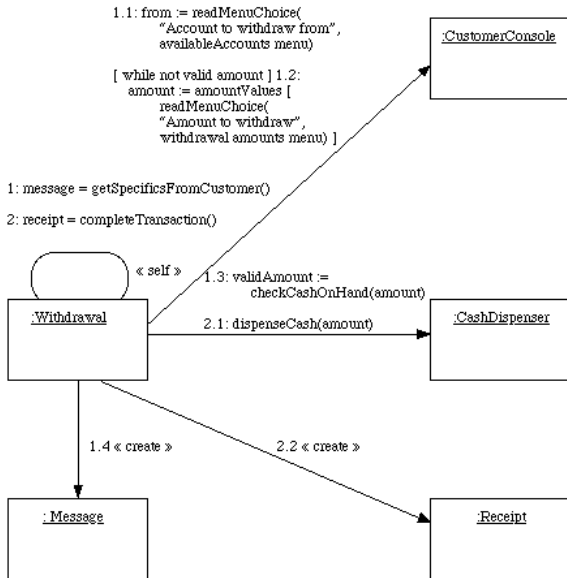 1.1: from := readMenuChoice(
“Account to withdraw from”,
availableAccounts menu)
:CustomerConsole
[ while not valid amount ] 1.2:
amount := amountValues [
readMenuChoice(
“Amount to withdraw”,
withdrawal amounts menu) ]
1: message = getSpecificsFromCustomer()
2: receipt = completeTransaction()
« self »
1.3: validAmount :=
checkCashOnHand(amount)
:Withdrawal
2.1: dispenseCash(amount)
:CashDispenser
1.4 « create »
2.2 « create »
: Message
:Receipt